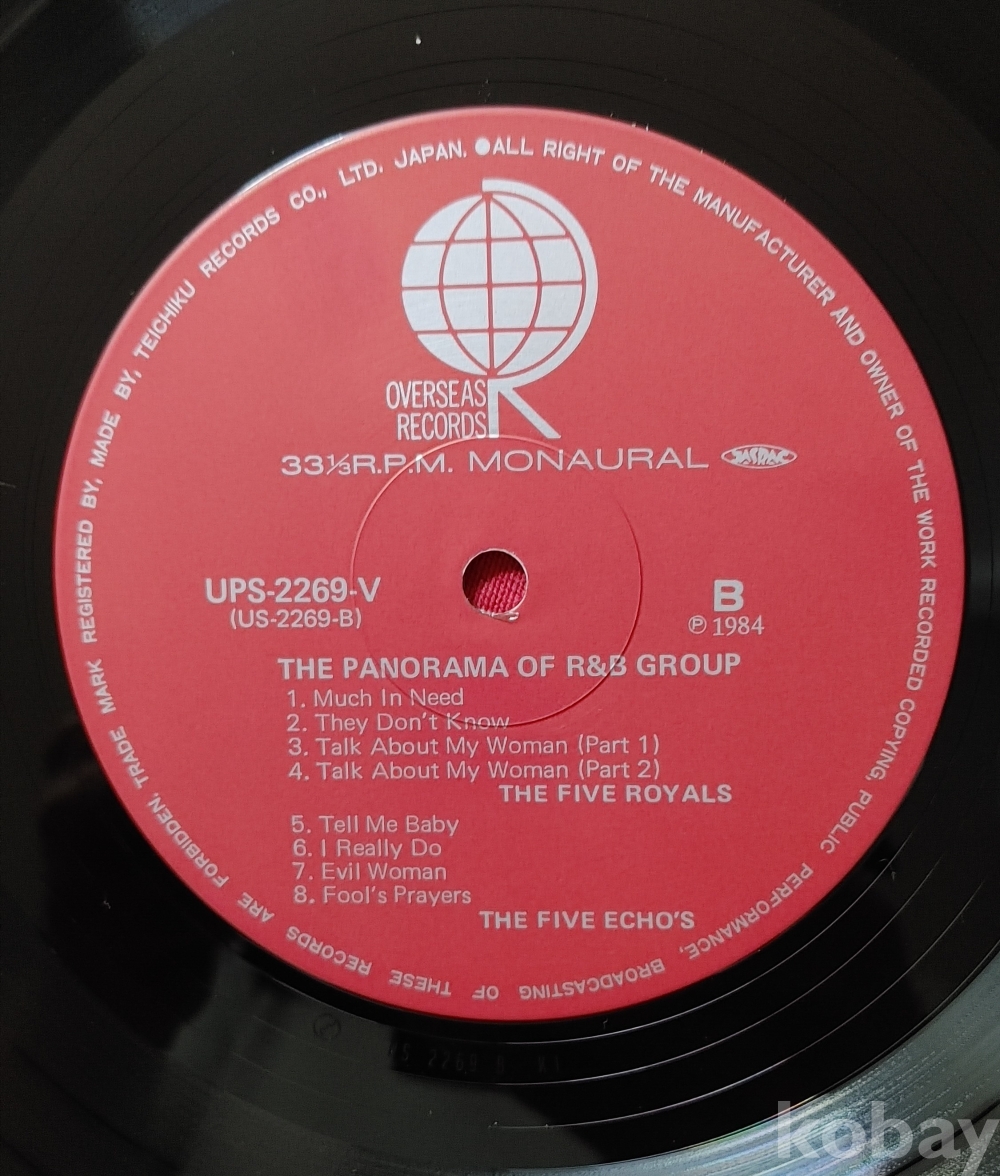 ●ALL RIGHT OF THE MANUFACTURER AND OWNER OF THE WORK RECORDED COPYING, PUBLIC PERFORMANCE, BROADCASTING OF THESE RECORDS ARE FORBIDDEN, TRADE MARK REGISTERED BY, MADE BY, TEICHIKU RECORDS CO., LTD. JAPAN.
OVERSEAS
RECORDS
R
33⅓R.P.M. MONAURAL JASRAC
UPS-2269-V
(US-2269-B)
B
℗ 1984
THE PANORAMA OF R&B GROUP
1. Much In Need
2. They Don't Know
3. Talk About My Woman (Part 1)
4. Talk About My Woman (Part 2)
THE FIVE ROYALS
5. Tell Me Baby
6. I Really Do
7. Evil Woman
8. Fool's Prayers
THE FIVE ECHO'S
2269 B
kobay